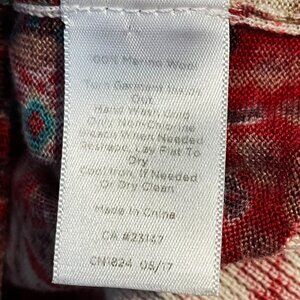 100% Merino Wool
Turn Garment Inside
Out
Hand Wash Cold
Only Non-Chlorine
Bleach When Needed
Reshape, Lay Flat To
Dry
Cool Iron, If Needed
Or Dry Clean
Made In China
CA #23167
CN1824 05/17